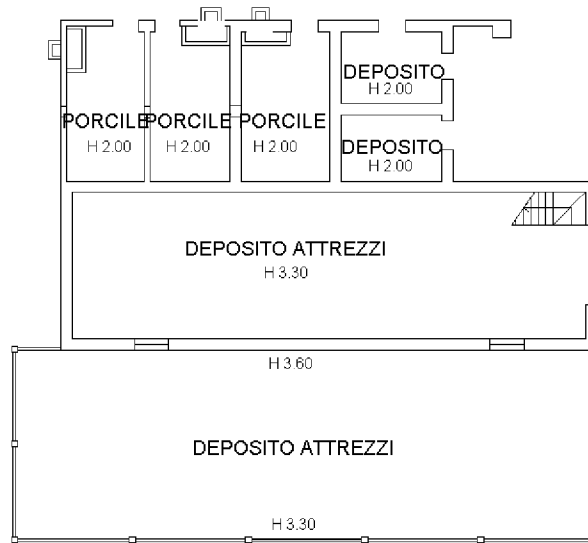 DEPOSITO
H 2.00
PORCILE
H 2.00
PORCILE
H 2.00
PORCILE
H 2.00
DEPOSITO
H 2.00
DEPOSITO ATTREZZI
H 3.30
H 3.60
DEPOSITO ATTREZZI
H 3.30